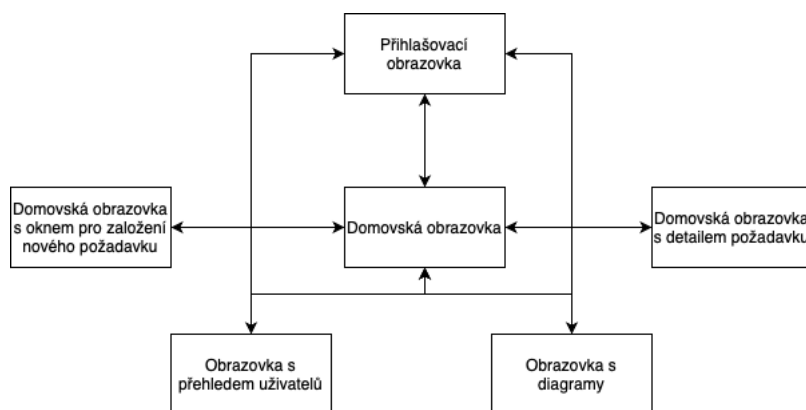 Přihlašovací
obrazovka
Domovská obrazovka
s oknem pro založení
nového požadavku
Domovská obrazovka
Domovská obrazovka
s detailem požadavku
Obrazovka s
přehledem uživatelů
Obrazovka s
diagramy